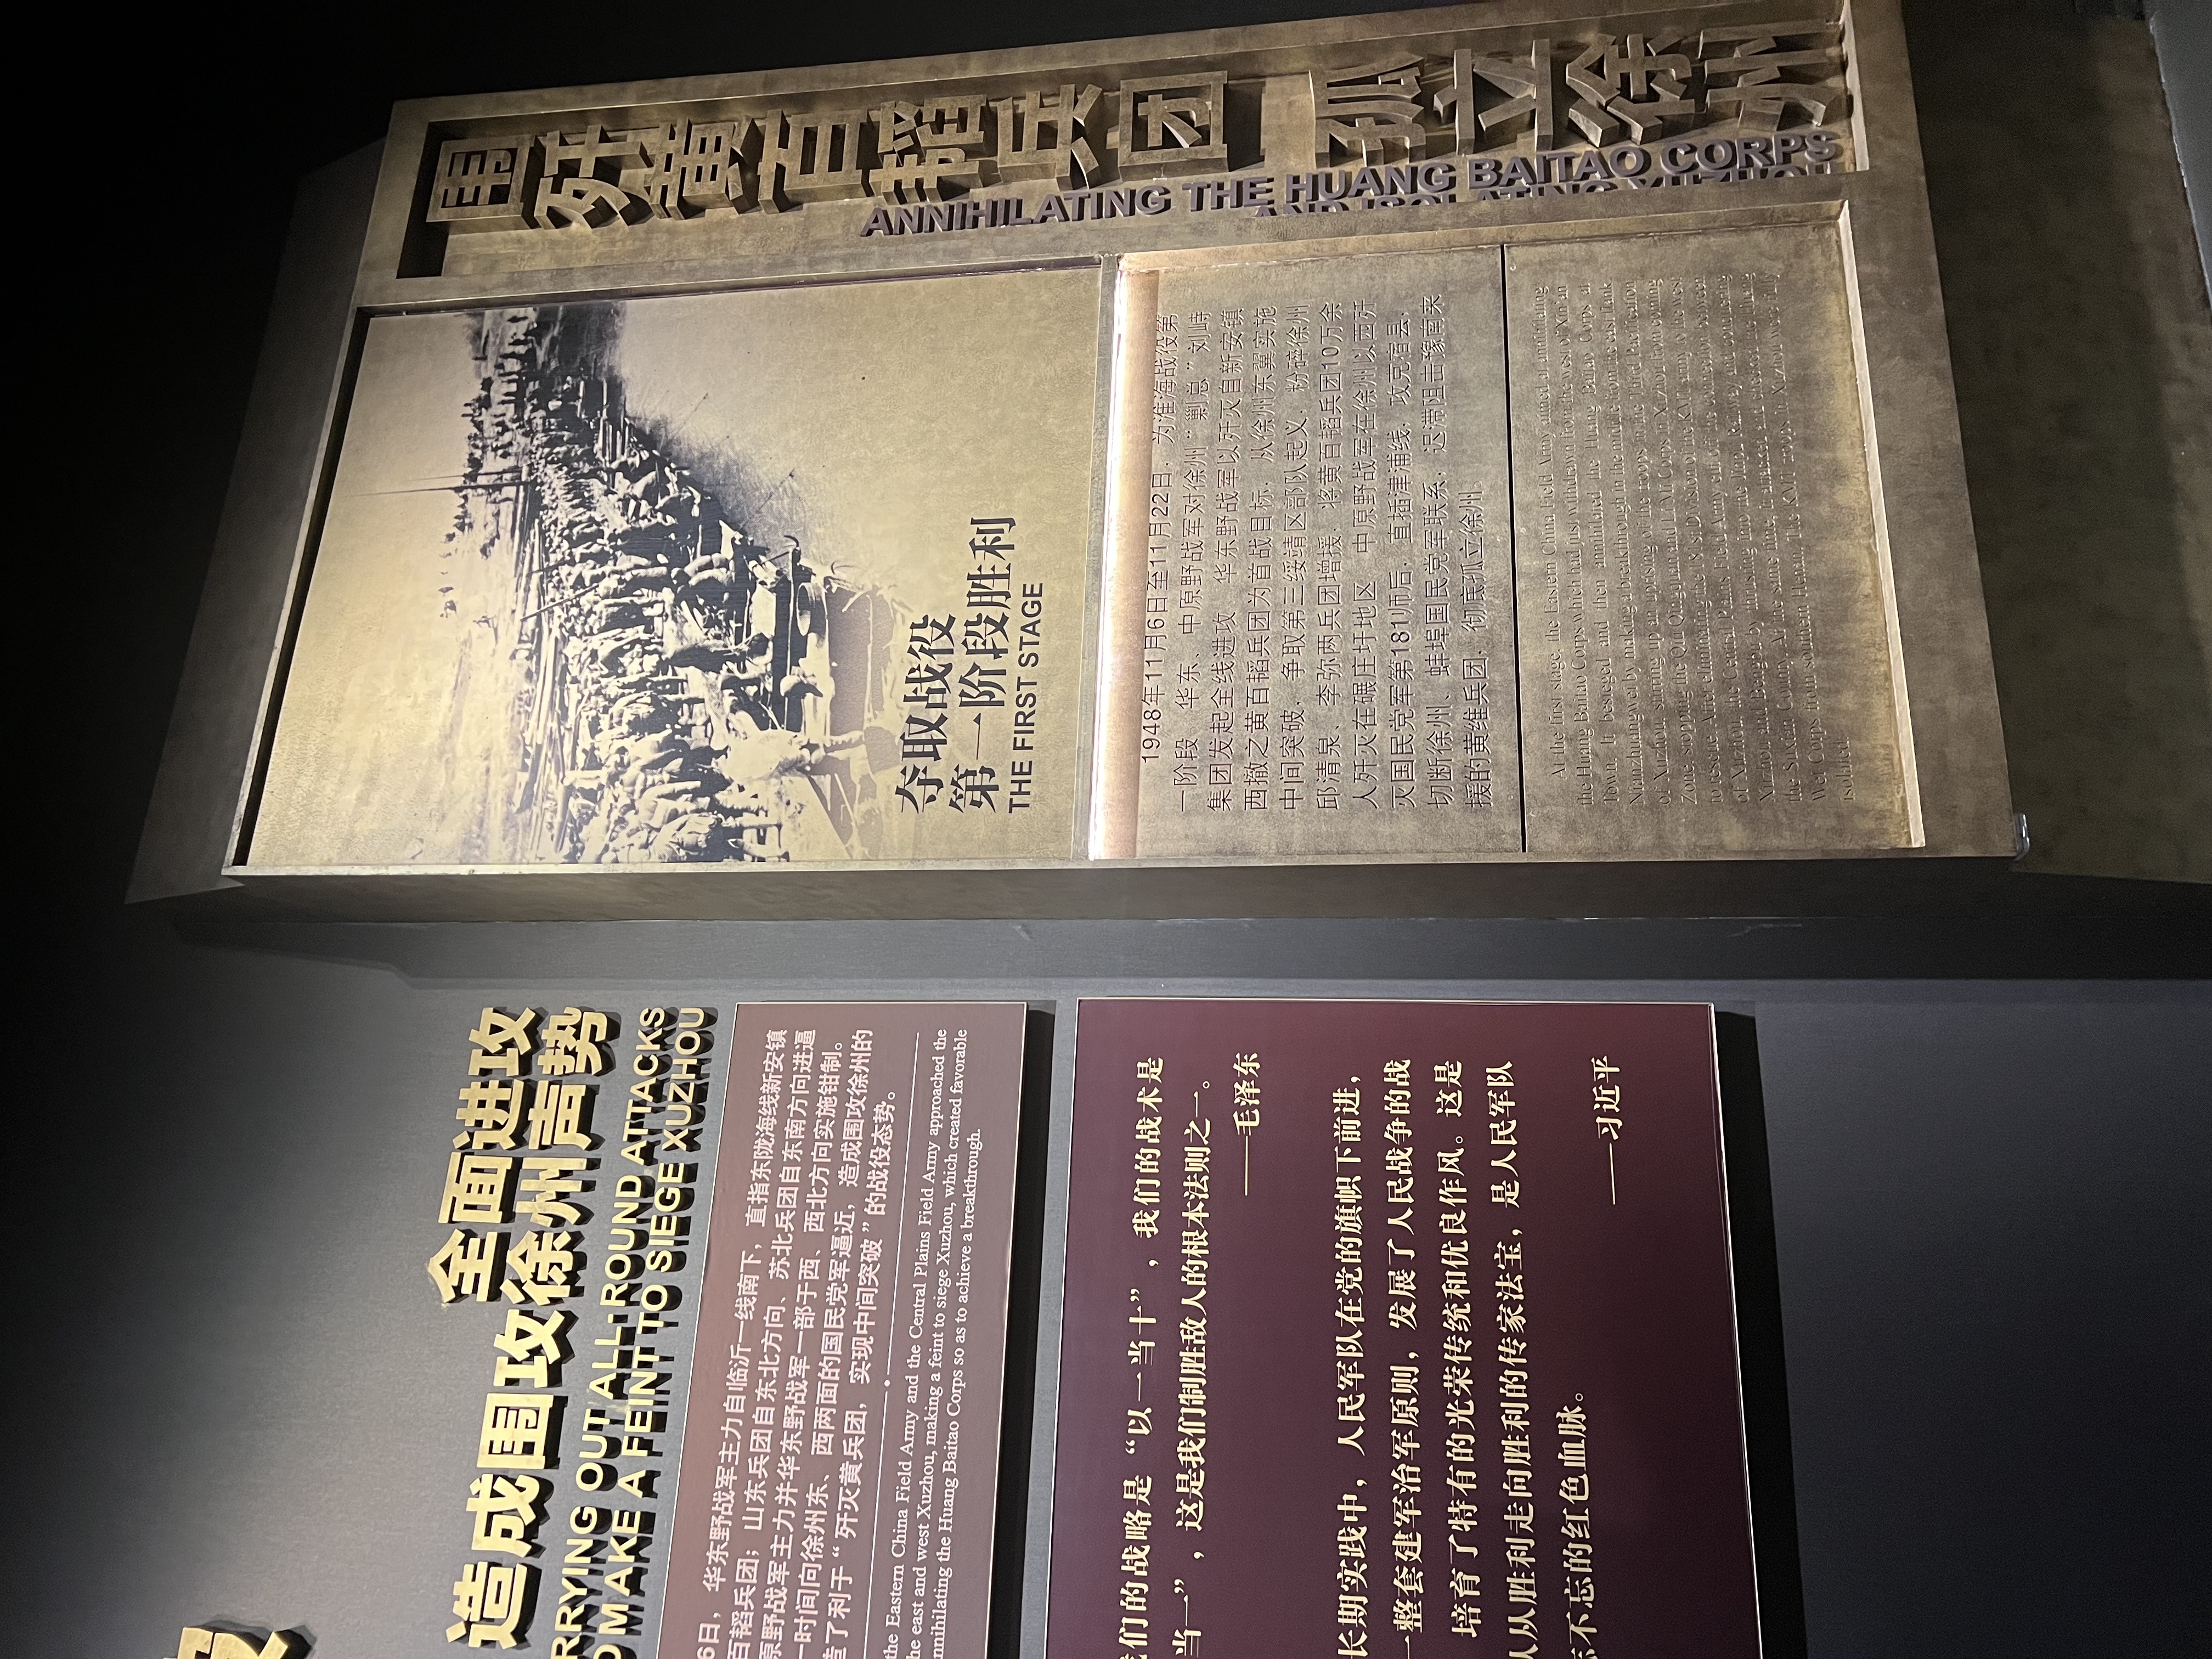 全面进攻
造成围攻徐州声势
RRYING OUT ALL-ROUND ATTACKS
MAKE A FEINT TO SIEGE XUZHOU
6日，华东野战军主力自临沂一线南下，直指东陇海线新安镇
百韬兵团；山东兵团自东北方向、苏北兵团自东南方向进逼
原野战军主力并华东野战军一部于西、西北方向实施钳制。
一时间向徐州东、西两面的国民党军逼近，造成围攻徐州的
造了利于“歼灭黄兵团，实现中间突破”的战役态势。
the Eastern China Field Army and the Central Plains Field Army approached the
he east and west Xuzhou, making a feint to siege Xuzhou, which created favorable
nnihilating the Huang Baitao Corps so as to achieve a breakthrough.
我们的战略是“以一当十”，我们的战术是
当一”，这是我们制胜敌人的根本法则之一。
——毛泽东
长期实践中，人民军队在党的旗帜下前进，
一整套建军治军原则，发展了人民战争的战
培育了特有的光荣传统和优良作风。这是
从胜利走向胜利的传家法宝，是人民军队
忘不忘的红色血脉。
——习近平
夺取战役
第一阶段胜利
THE FIRST STAGE
1948年11月6日至11月22日，为淮海战役第
一阶段。华东、中原野战军对徐州“剿总”刘峙
集团发起全线进攻。华东野战军以歼灭自新安镇
西撤之黄百韬兵团为首战目标，从徐州东翼实施
中间突破，争取第三绥靖区部队起义，粉碎徐州
邱清泉、李弥两兵团增援，将黄百韬兵团10万余
人歼灭在碾庄圩地区。中原野战军在徐州以西歼
灭国民党军第181师后，直插津浦线，攻克宿县，
切断徐州、蚌埠国民党军联系，迟滞阻击豫南来
援的黄维兵团，彻底孤立徐州。
At the first stage, the Eastern China Field Army aimed at annihilating
the Huang Baitao Corps which had just withdrawn from the west of Xin'an
Town. It besieged and then annihilated the Huang Baitao Corps at
Nianzhuangwei by making a breakthrough in the middle from the east flank
of Xuzhou, stirring up an uprising of the troops in the Third Pacification
Zone, stopping the Qiu Qingquan and Li Mi Corps in Xuzhou from coming
to rescue. After eliminating the 181st Division of the KMT army to the west
of Xuzhou, the Central Plains Field Army cut off the connection between
Xuzhou and Bengbu by thrusting into the Jinpu Railway and conquering
the Suxian County. At the same time, it attacked and checked the Huang
Wei Corps from southern Henan. The KMT troops in Xuzhou were fully
isolated.
围歼黄百韬兵团 孤立徐州
ANNIHILATING THE HUANG BAITAO CORPS